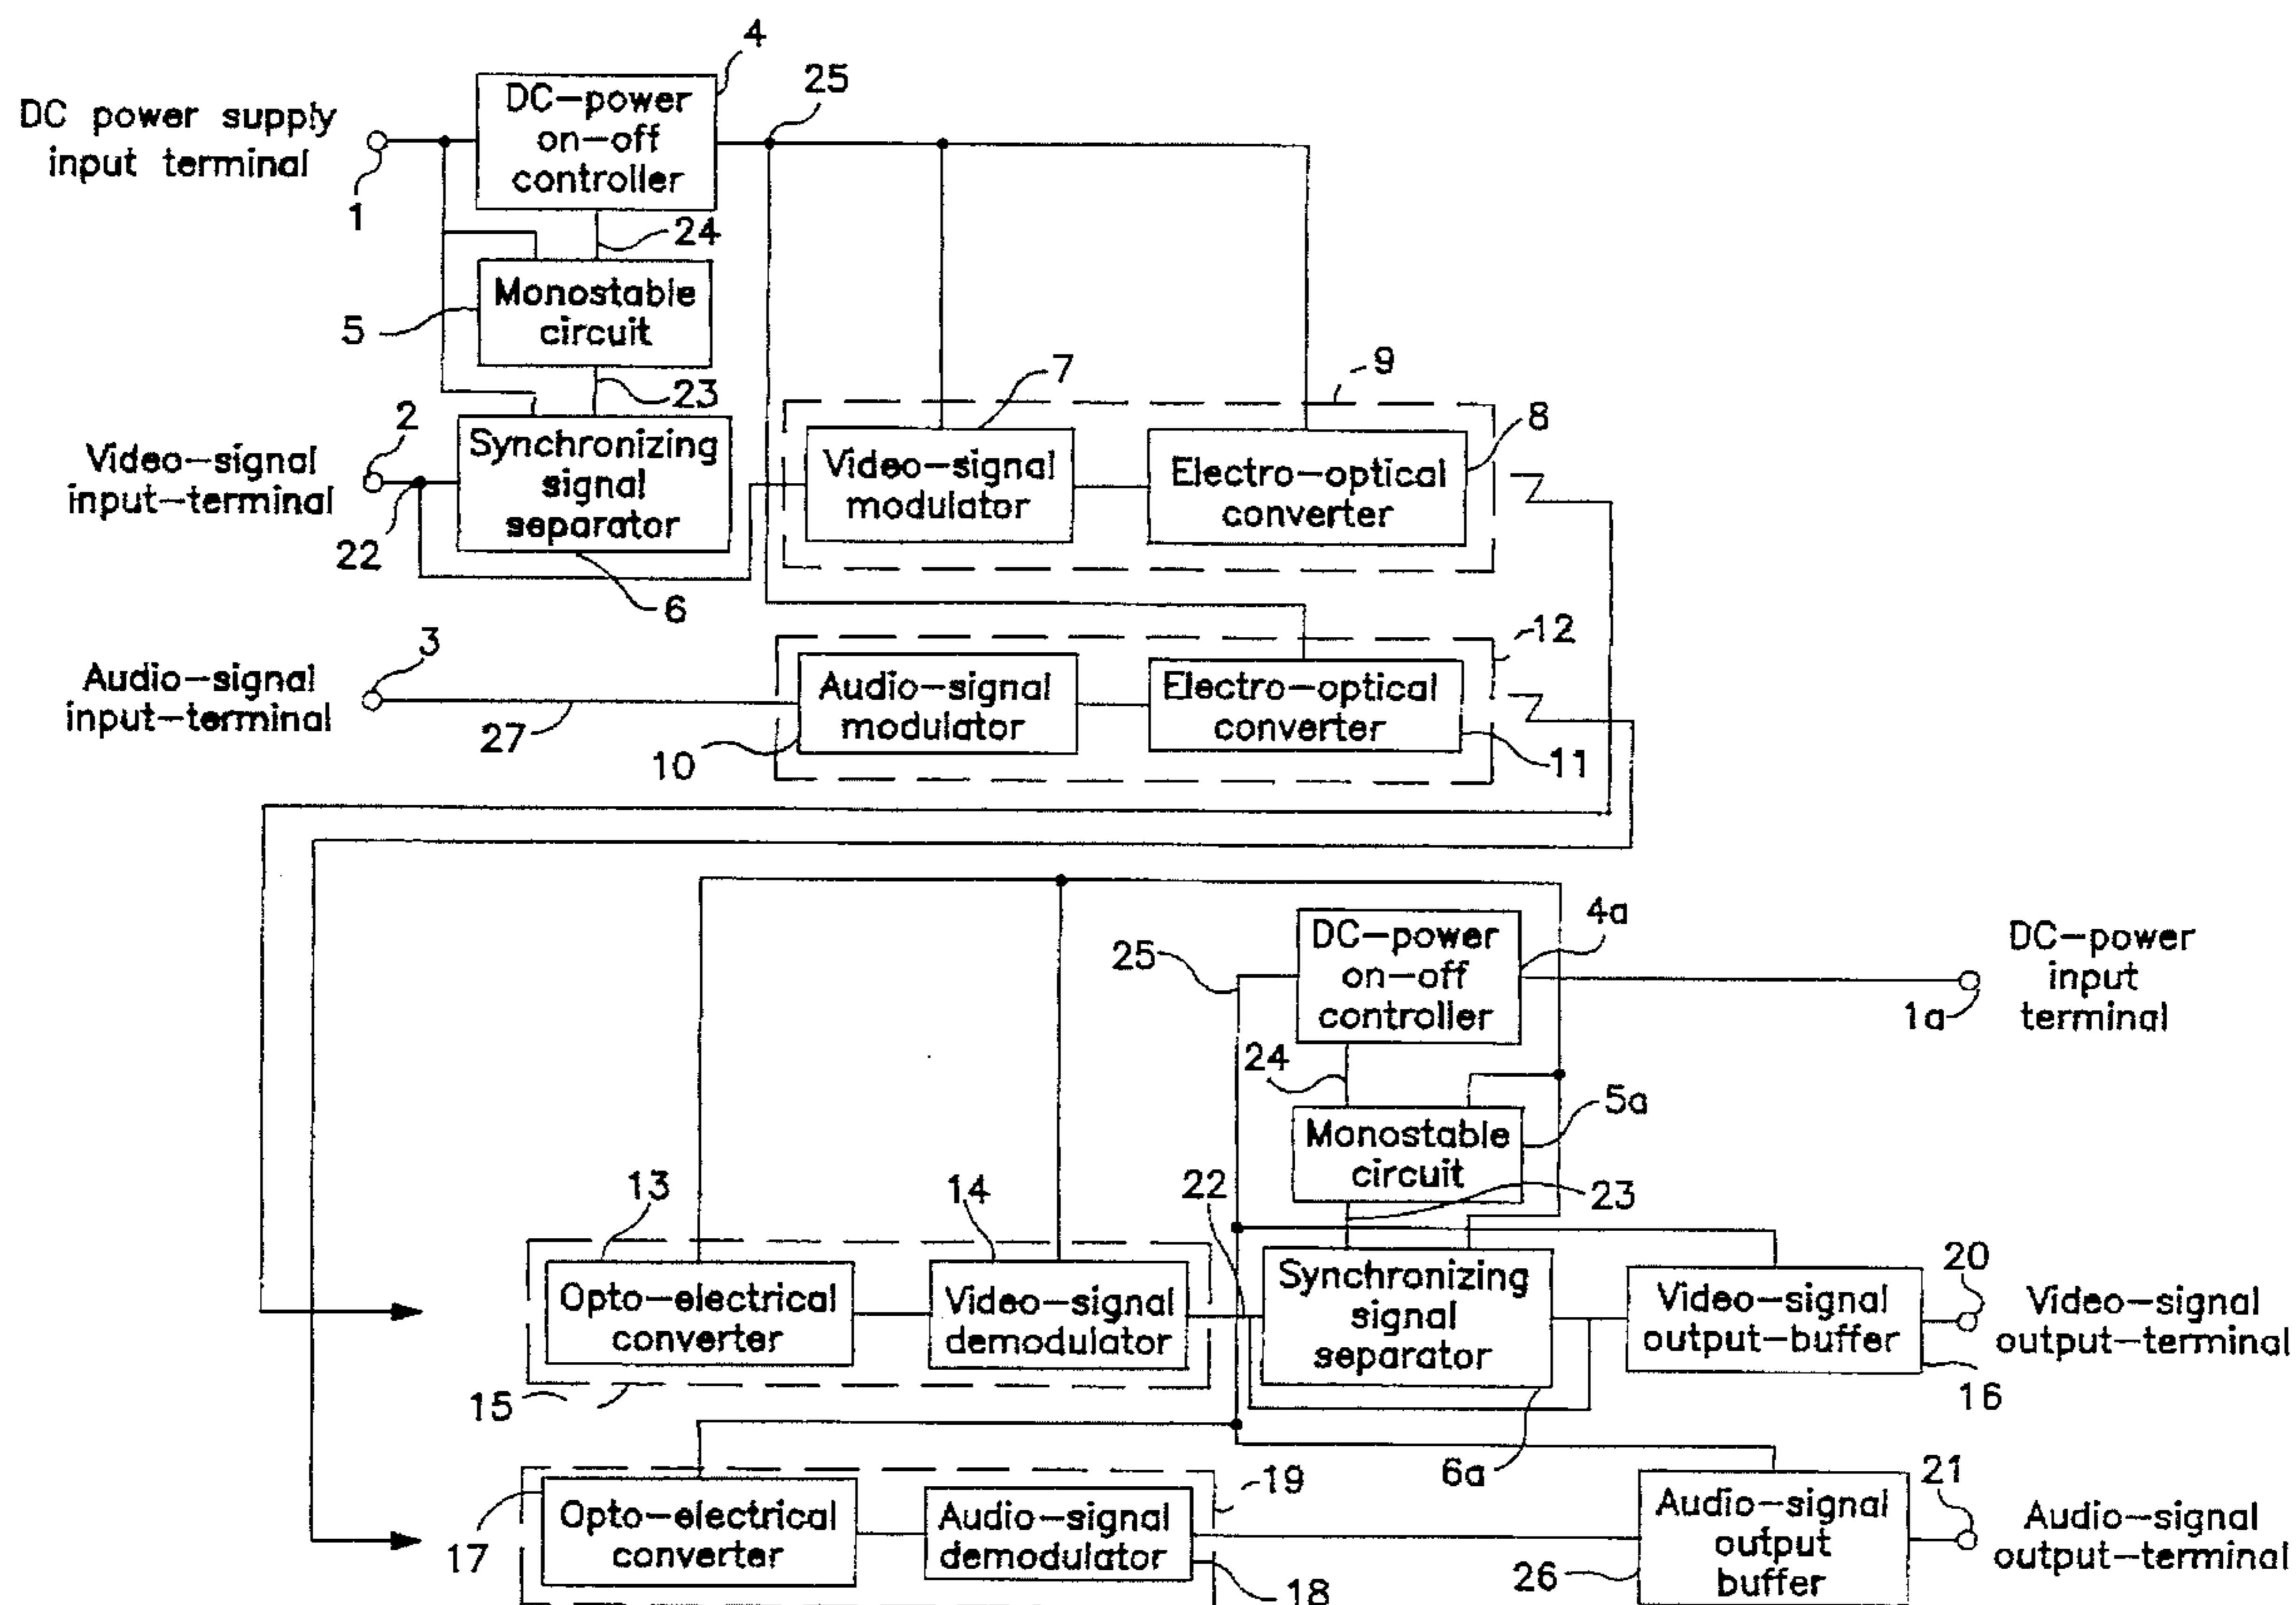 4
DC power supply
input terminal
1
DC-power
on-off
controller
25
24
Monostable
circuit
5
23
2
Video-signal
input-terminal
22
Synchronizing
signal
separator
6
7
9
8
Video-signal
modulator
Electro-optical
converter
3
Audio-signal
input-terminal
27
12
Audio-signal
modulator
10
Electro-optical
converter
11
4a
DC-power
on-off
controller
25
DC-power
input
terminal
1a
24
5a
Monostable
circuit
23
13
14
22
Opto-electrical
converter
Video-signal
demodulator
15
Synchronizing
signal
separator
6a
Video-signal
output-buffer
16
20
Video-signal
output-terminal
19
Opto-electrical
converter
17
Audio-signal
demodulator
18
Audio-signal
output
buffer
26
21
Audio-signal
output-terminal